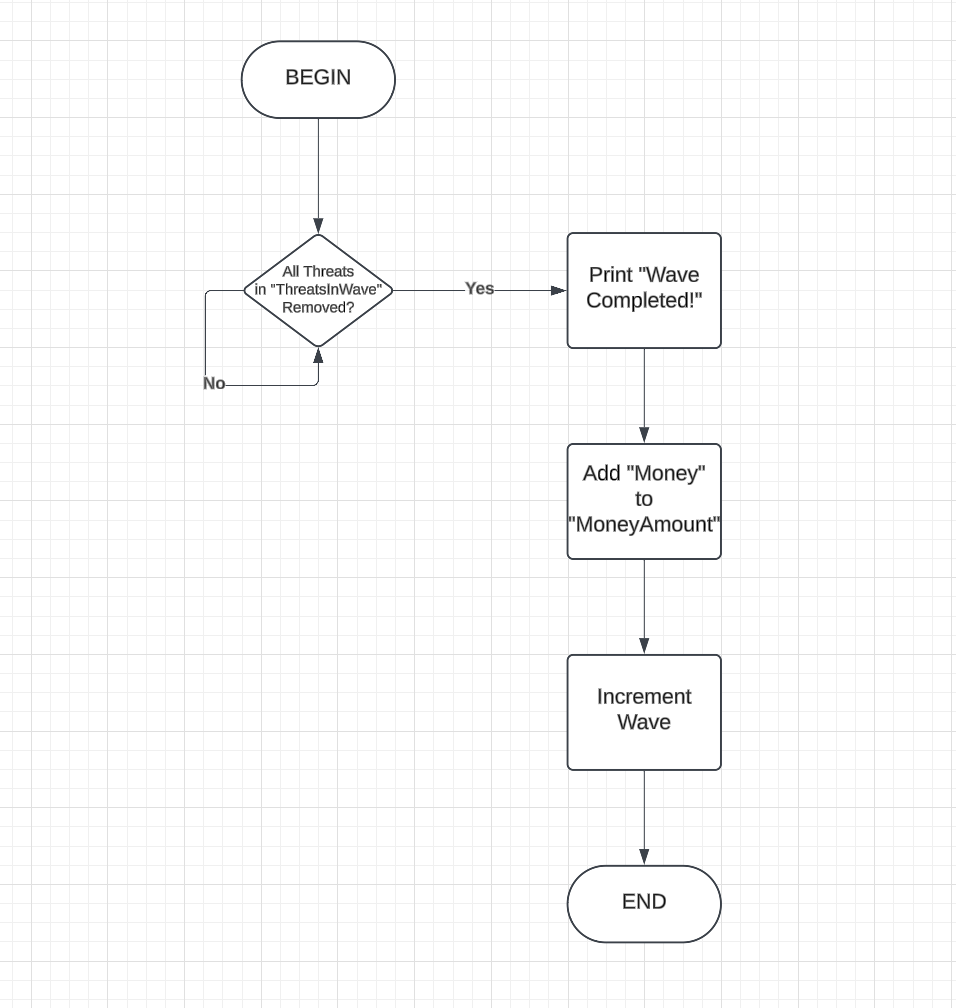 BEGIN
All Threats
in "ThreatsInWave"
Removed?
Yes
No
Print "Wave
Completed!"
Add "Money"
to
"MoneyAmount"
Increment
Wave
END